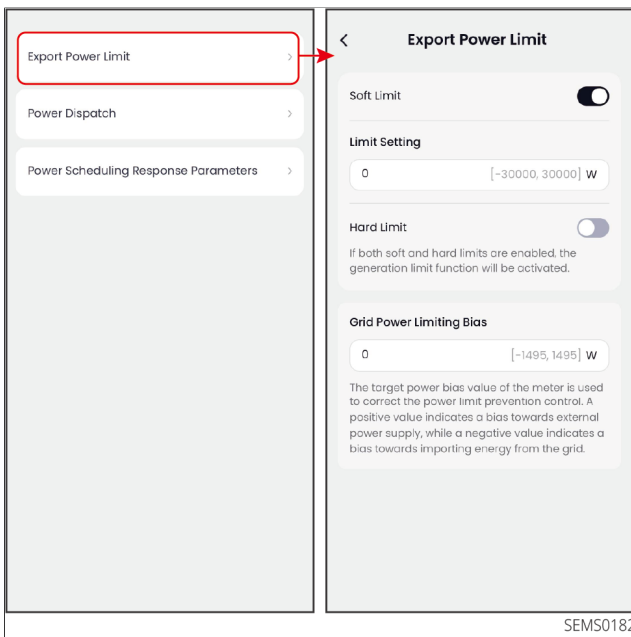 Export Power Limit
Power Dispatch
Power Scheduling Response Parameters
Export Power Limit
Soft Limit
Limit Setting
0 [-30000, 30000] W
Hard Limit
If both soft and hard limits are enabled, the
generation limit function will be activated.
Grid Power Limiting Bias
0 [-1495, 1495] W
The target power bias value of the meter is used
to correct the power limit prevention control. A
positive value indicates a bias towards external
power supply, while a negative value indicates a
bias towards importing energy from the grid.
SEMS0182